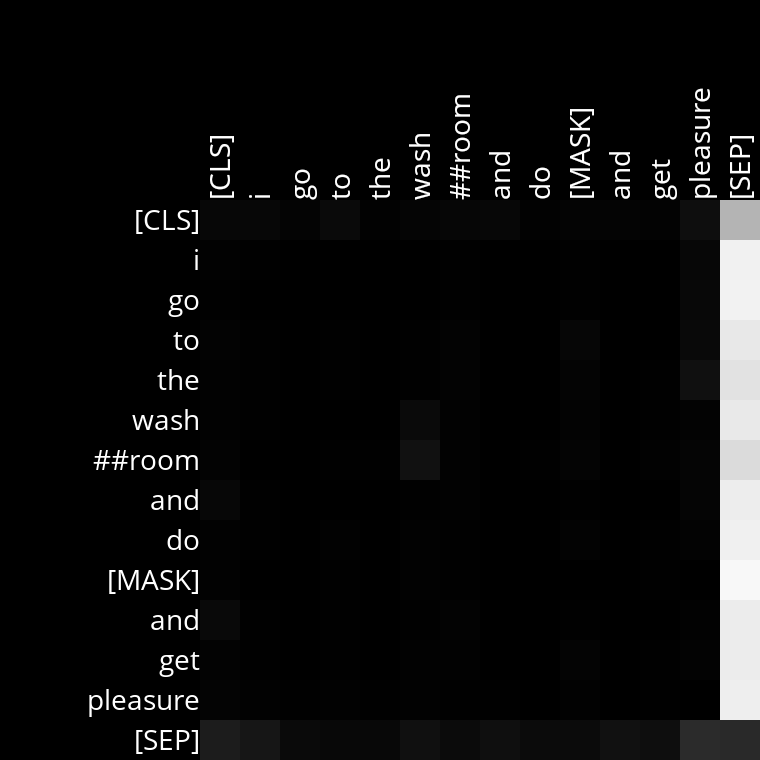 [CLS] i go to the wash ##room and do [MASK] and get pleasure [SEP]
[CLS]
i
go
to
the
wash
##room
and
do
[MASK]
and
get
pleasure
[SEP]